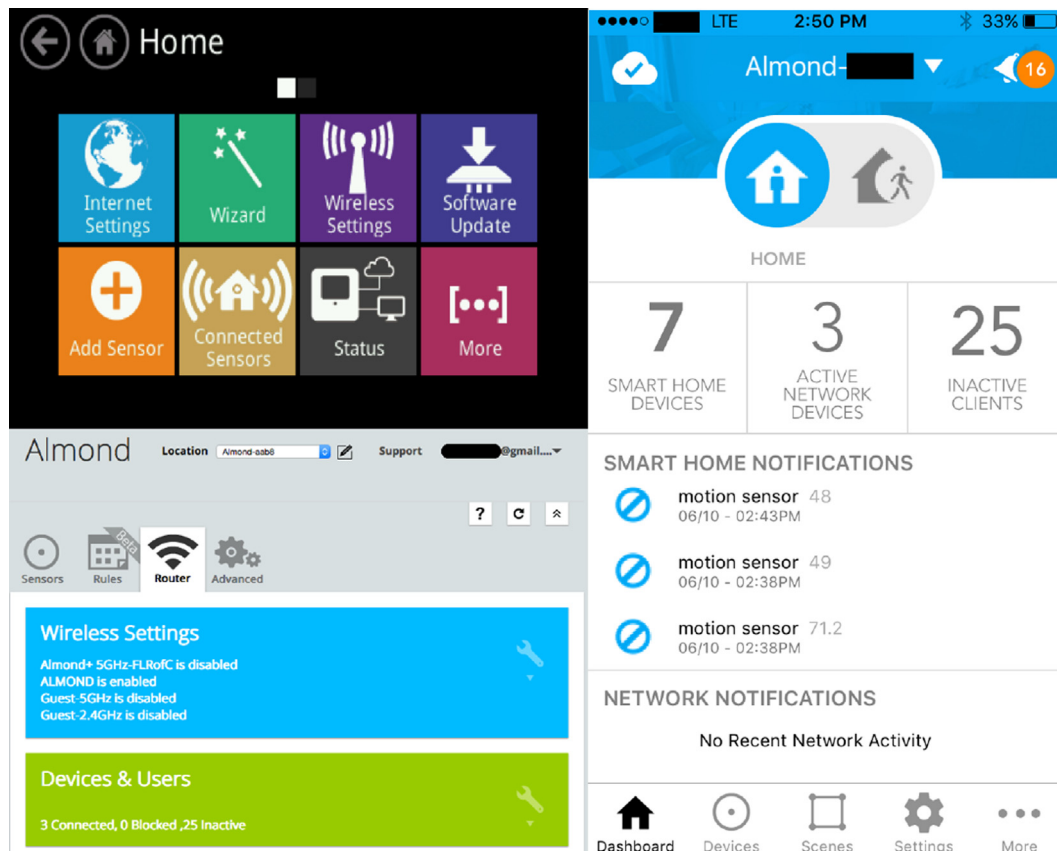 Home
Internet
Settings
Wizard
Wireless
Settings
Software
Update
Add Sensor
Connected
Sensors
Status
More
Almond
Location
Almond-aab8
Support
@gmail....
?
Sensors
Beta
Rules
Router
Advanced
Wireless Settings
Almond+ 5GHz-FLRofC is disabled
ALMOND is enabled
Guest-5GHz is disabled
Guest-2.4GHz is disabled
Devices & Users
3 Connected, 0 Blocked ,25 Inactive
LTE 2:50 PM 33%
Almond-
16
HOME
7
SMART HOME
DEVICES
3
ACTIVE
NETWORK
DEVICES
25
INACTIVE
CLIENTS
SMART HOME NOTIFICATIONS
motion sensor 48
06/10 - 02:43PM
motion sensor 49
06/10 - 02:38PM
motion sensor 71.2
06/10 - 02:38PM
NETWORK NOTIFICATIONS
No Recent Network Activity
Dashboard Devices Scenes Settings More